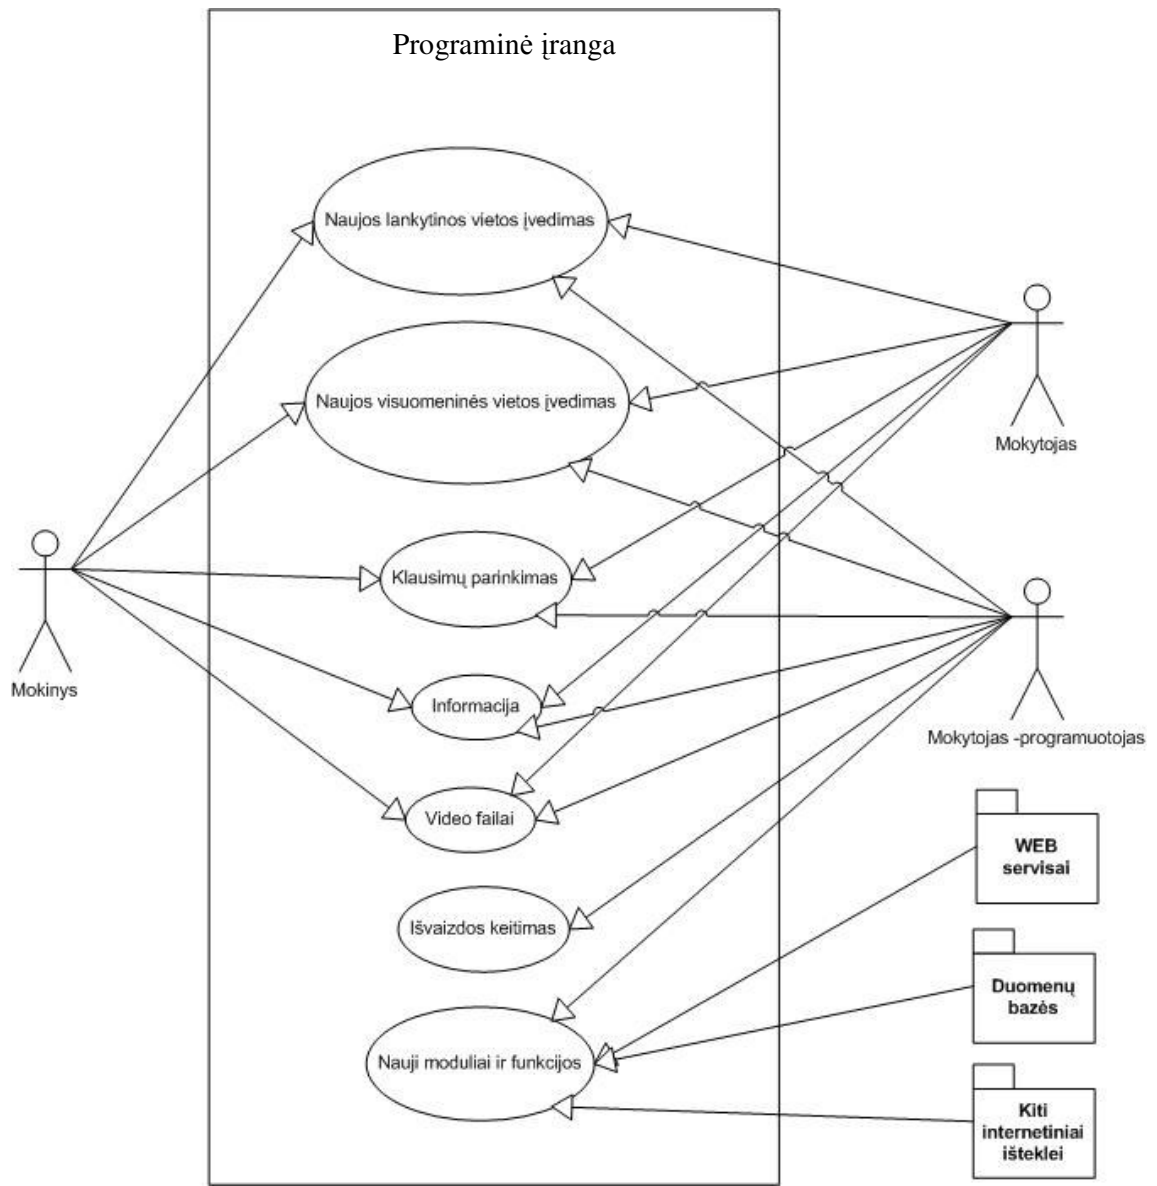 Programinė įranga
Naujos lankytinos vietos įvedimas
Naujos visuomeninės vietos įvedimas
Mokytojas
Klausimų parinkimas
Mokinys
Informacija
Mokytojas -programuotojas
Video failai
WEB
servisai
Išvaizdos keitimas
Duomenų
bazės
Nauji moduliai ir funkcijos
Kiti
internetiniai
ištekleі